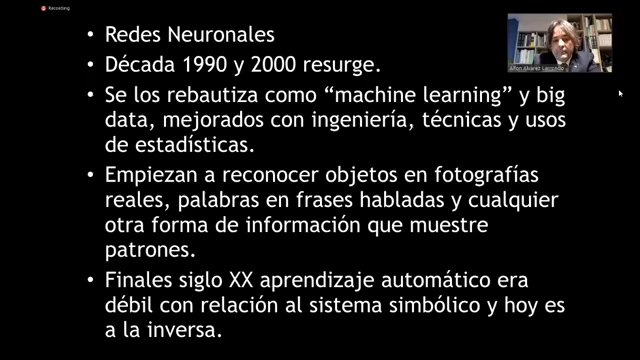 Recording
• Redes Neuronales
• Década 1990 y 2000 resurge.
• Se los rebautiza como “machine learning” y big
data, mejorados con ingeniería, técnicas y usos
de estadísticas.
• Empiezan a reconocer objetos en fotografías
reales, palabras en frases habladas y cualquier
otra forma de información que muestre
patrones.
• Finales siglo XX aprendizaje automático era
débil con relación al sistema simbólico y hoy es
a la inversa.